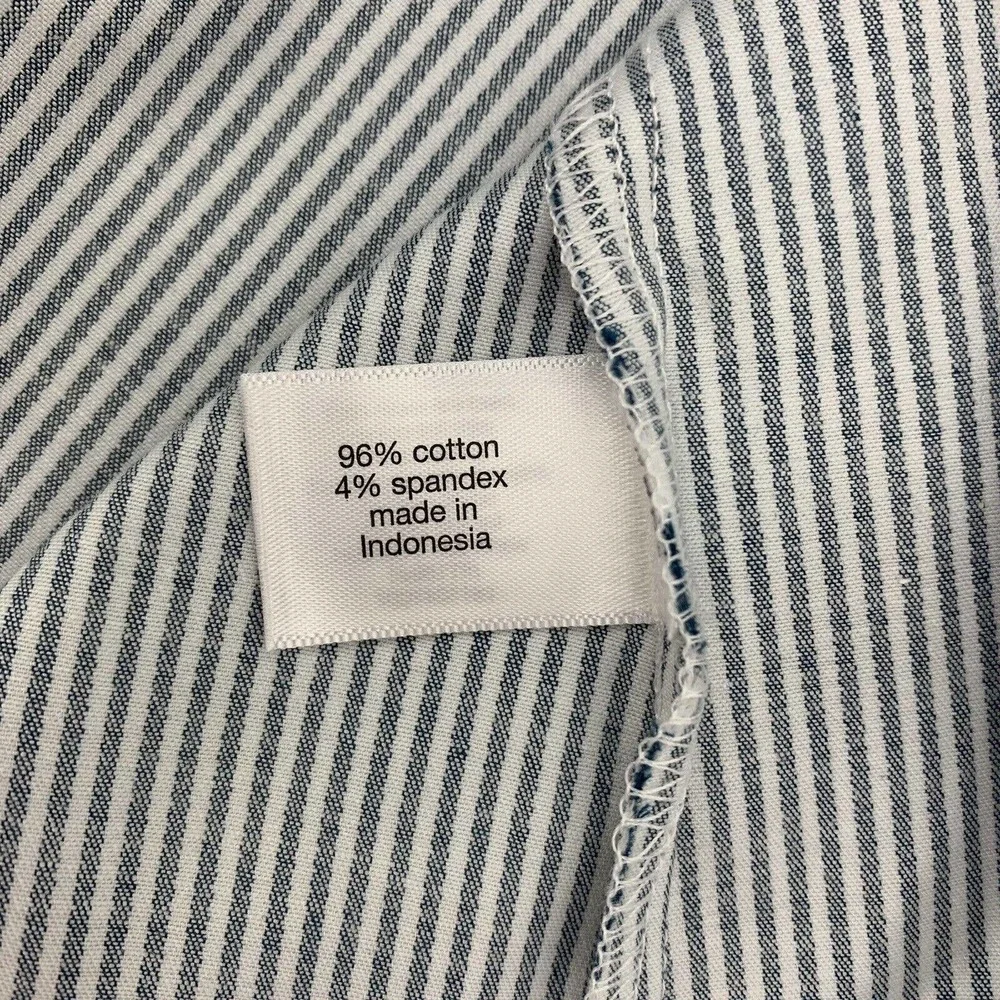 96% cotton
4% spandex
made in
Indonesia